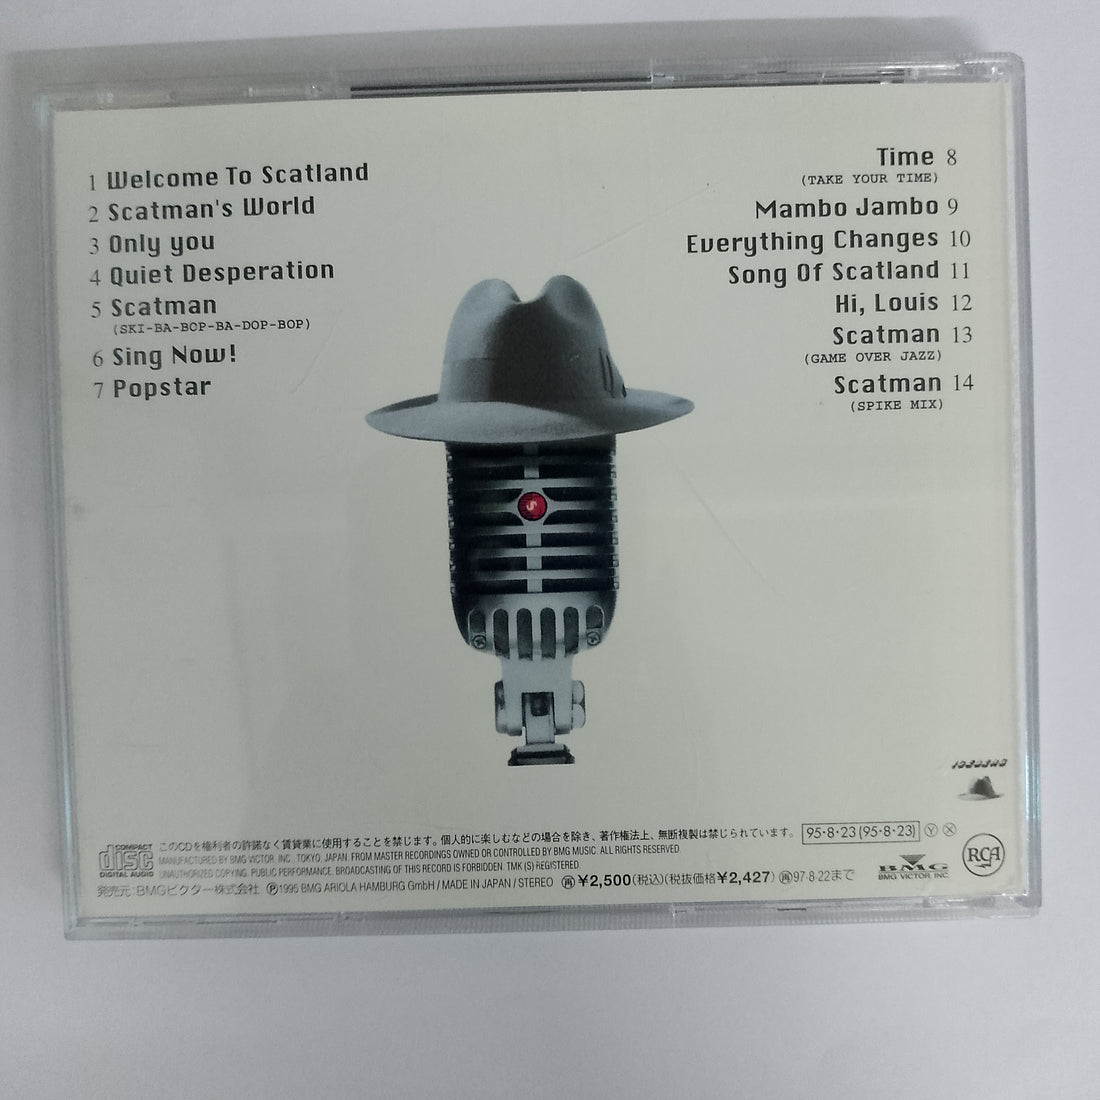 1 Welcome To Scatland
2 Scatman's World
3 Only you
4 Quiet Desperation
5 Scatman
(SKI-BA-BOP-BA-DOP-BOP)
6 Sing Now!
7 Popstar
Time 8
(TAKE YOUR TIME)
Mambo Jambo 9
Everything Changes 10
Song Of Scatland 11
Hi, Louis 12
Scatman 13
(GAME OVER JAZZ)
Scatman 14
(SPIKE MIX)
S
COMPACT
disc
DIGITAL AUDIO
このCDを権利者の許諾なく賃貸業に使用することを禁じます。個人的に楽しむなどの場合を除き、著作権法上、無断複製は禁じられています。 95・8・23 (95・8・23) Ⓨ Ⓧ
MANUFACTURED BY BMG VICTOR, INC., TOKYO, JAPAN. FROM MASTER RECORDINGS OWNED OR CONTROLLED BY BMG MUSIC. ALL RIGHTS RESERVED.
UNAUTHORIZED COPYING, PUBLIC PERFORMANCE, BROADCASTING OF THIS RECORD IS FORBIDDEN. TMK (S) REGISTERED.
発売元:BMGビクター株式会社 Ⓟ1995 BMG ARIOLA HAMBURG GmbH / MADE IN JAPAN / STEREO ㊢¥2,500(税込)(税抜価格¥2,427) ㊢97・8・22まで
BMG
BMG VICTOR, INC.
RCA